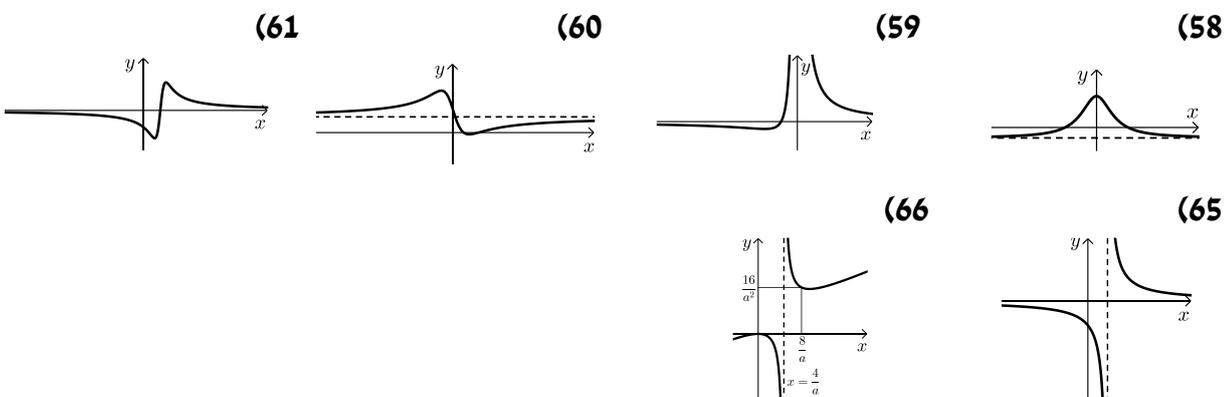 (61 (60 (59 (58
y x y x y x y x
(66 (65
y 16/a² 8/a x x = 4/a y x